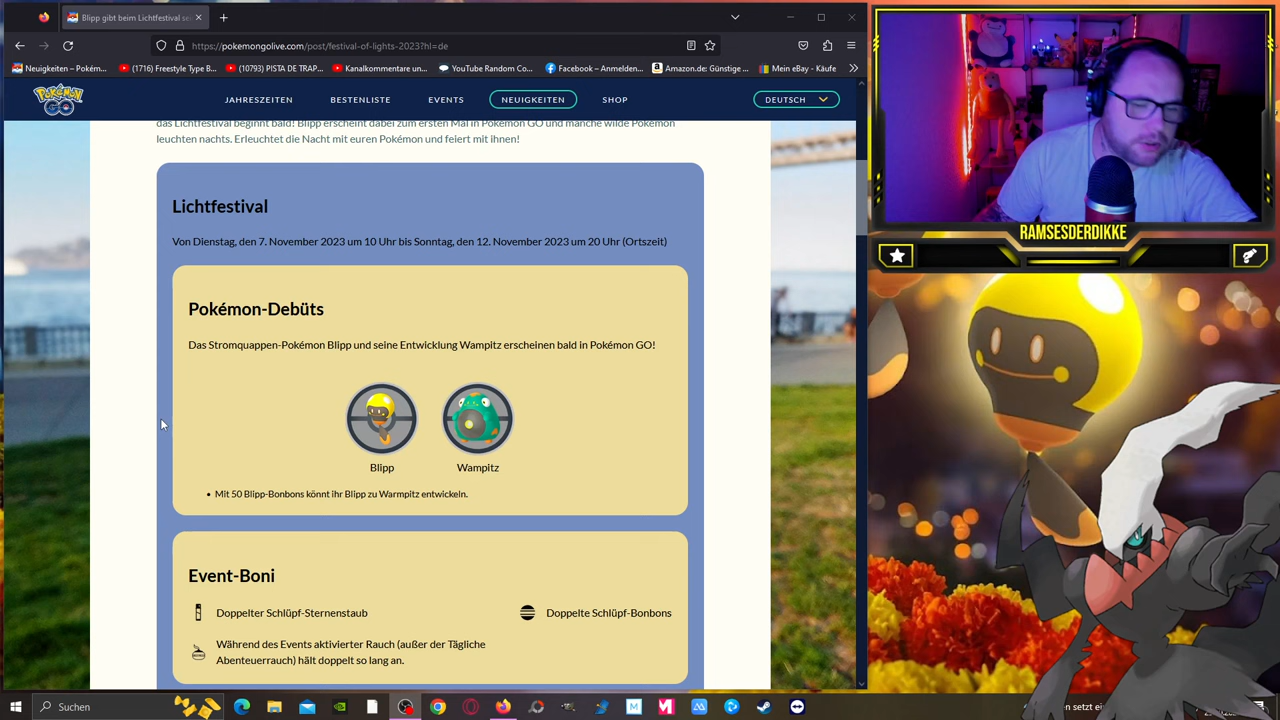 Blipp gibt beim Lichtfestival sei
https://pokemongolive.com/post/festival-of-lights-2023?hl=de
Neuigkeiten – Pokém...
(1716) Freestyle Type B...
(10793) PISTA DE TRAP...
Kanalkommentare un...
YouTube Random Co...
Facebook – Anmelden...
Amazon.de: Günstige ...
Mein eBay - Käufe
POKÉMON GO
JAHRESZEITEN
BESTENLISTE
EVENTS
NEUIGKEITEN
SHOP
DEUTSCH
das Lichtfestival beginnt bald! Blipp erscheint dabei zum ersten Mal in Pokémon GO und manche wilde Pokémon
leuchten nachts. Erleuchtet die Nacht mit euren Pokémon und feiert mit ihnen!
Lichtfestival
Von Dienstag, den 7. November 2023 um 10 Uhr bis Sonntag, den 12. November 2023 um 20 Uhr (Ortszeit)
Pokémon-Debüts
Das Stromquappen-Pokémon Blipp und seine Entwicklung Wampitz erscheinen bald in Pokémon GO!
Blipp
Wampitz
• Mit 50 Blipp-Bonbons könnt ihr Blipp zu Warmpitz entwickeln.
Event-Boni
Doppelter Schlüpf-Sternenstaub
Doppelte Schlüpf-Bonbons
Während des Events aktivierter Rauch (außer der Tägliche
Abenteuerrauch) hält doppelt so lang an.
RAMSESDERDIKKE
Suchen